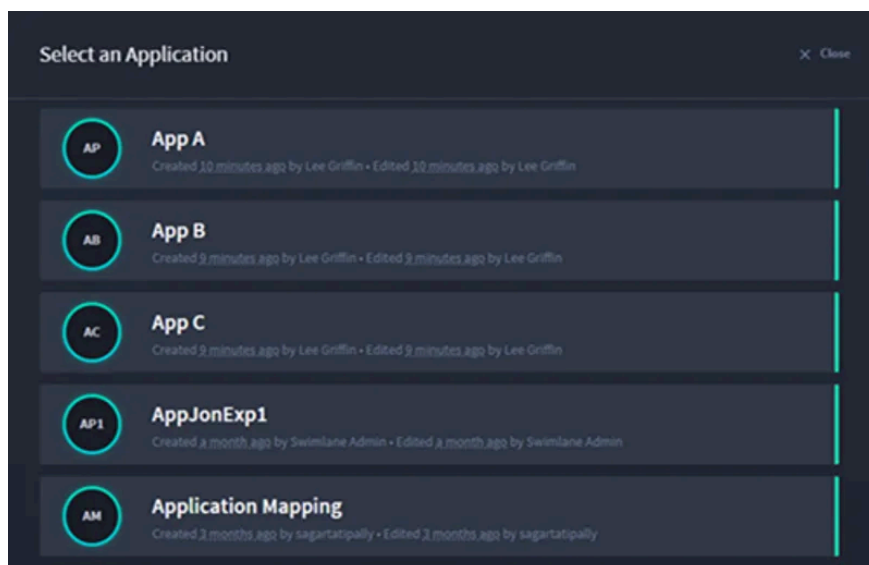 Select an Application
× Close
AP
App A
Created 10 minutes ago by Lee Griffin • Edited 10 minutes ago by Lee Griffin
AB
App B
Created 9 minutes ago by Lee Griffin • Edited 9 minutes ago by Lee Griffin
AC
App C
Created 9 minutes ago by Lee Griffin • Edited 9 minutes ago by Lee Griffin
AP1
AppJonExp1
Created a month ago by Swimlane Admin • Edited a month ago by Swimlane Admin
AM
Application Mapping
Created 3 months ago by sagartatipally • Edited 3 months ago by sagartatipally